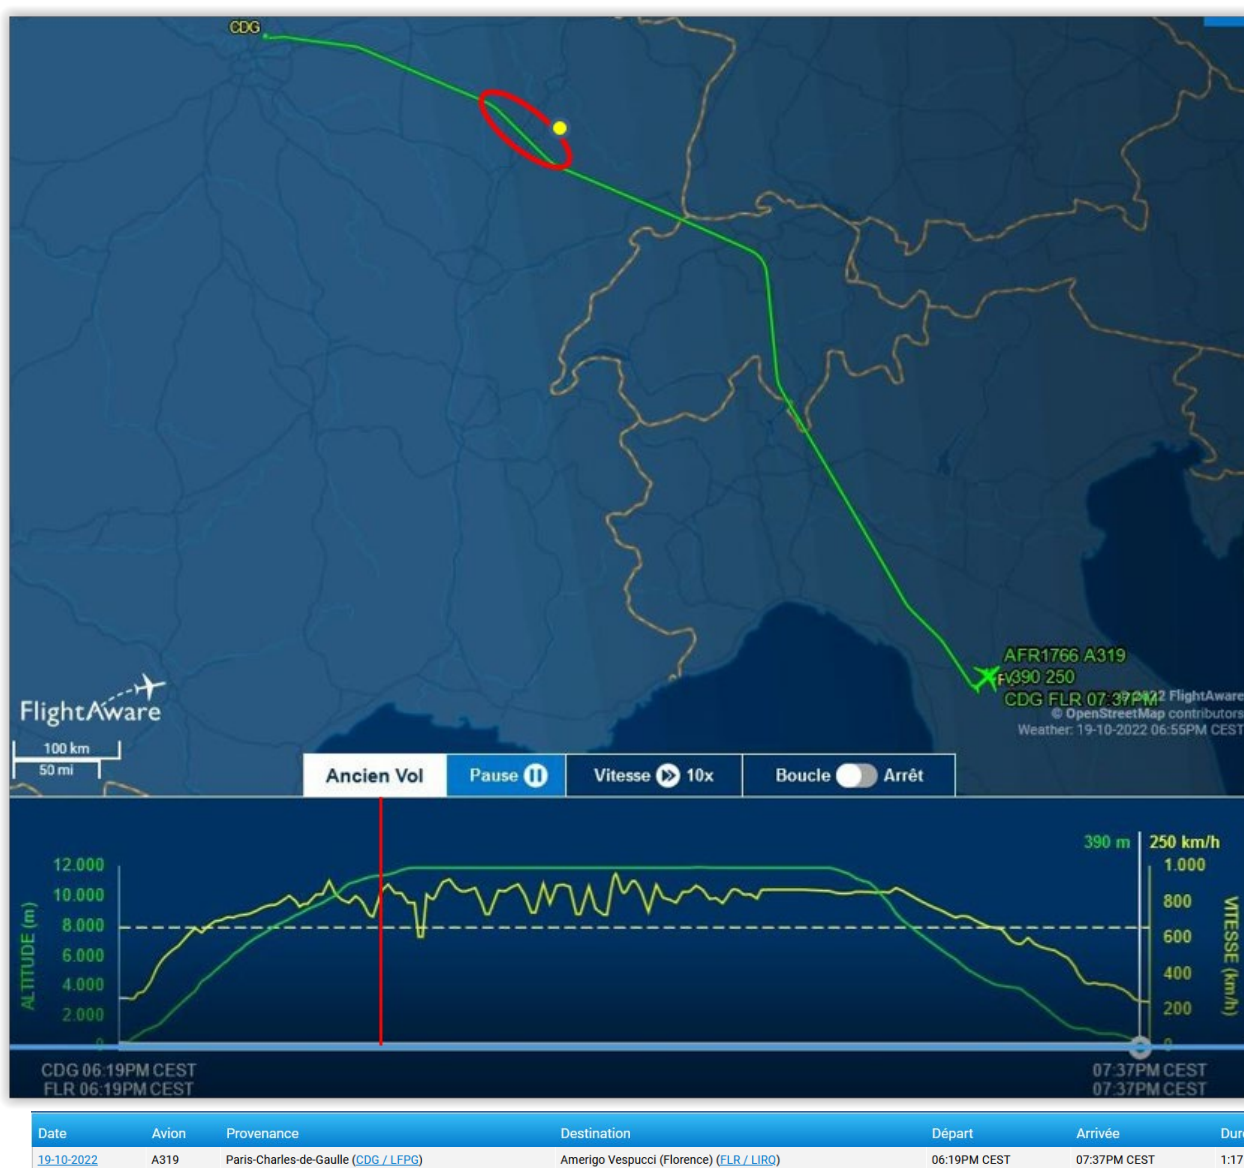 CDG
AFR1766 A319
390 250
CDG FLR 07:37PM
2022 FlightAware
© OpenStreetMap contributors
Weather: 19-10-2022 06:55PM CEST
FlightAware
100 km
50 mi
Ancien Vol
Pause
Vitesse 10x
Boucle Arrêt
390 m 250 km/h
12.000
10.000
8.000
6.000
4.000
2.000
0
ALTITUDE (m)
1.000
800
600
400
200
0
VITESSE (km/h)
CDG 06:19PM CEST
FLR 06:19PM CEST
07:37PM CEST
07:37PM CEST
Date Avion Provenance Destination Départ Arrivée
19-10-2022 A319 Paris-Charles-de-Gaulle (CDG / LFPG) Amerigo Vespucci (Florence) (FLR / LIRQ) 06:19PM CEST 07:37PM CEST 1:17